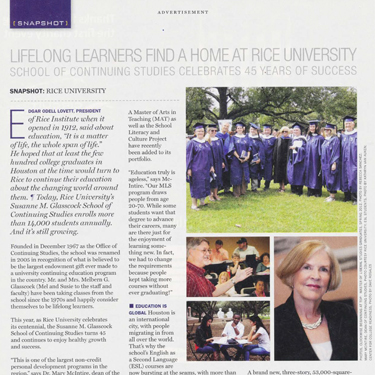 ADVERTISEMENT
[SNAPSHOT]
LIFELONG LEARNERS FIND A HOME AT RICE UNIVERSITY
SCHOOL OF CONTINUING STUDIES CELEBRATES 45 YEARS OF SUCCESS
SNAPSHOT: RICE UNIVERSITY
EDGAR ODELL LOVETT, PRESIDENT
of Rice Institute when it
opened in 1912, said about
education, "It is a matter
of life, the whole span of life."
He hoped that at least the few
hundred college graduates in
Houston at the time would turn to
Rice to continue their education
about the changing world around
them. ¶ Today, Rice University's
Susanne M. Glasscock School of
Continuing Studies enrolls more
than 14,000 students annually.
And it's still growing.
Founded in December 1967 as the Office of
Continuing Studies, the school was renamed
in 2005 in recognition of what is believed to
be the largest endowment gift ever made to
a university continuing education program
in the country. Mr. and Mrs. Melbern G.
Glasscock (Mel and Susie to the staff and
faculty) have been taking classes from the
school since the 1970s and happily consider
themselves to be lifelong learners.
This year, as Rice University celebrates
its centennial, the Susanne M. Glasscock
School of Continuing Studies turns 45
and continues to enjoy healthy growth
and success.
"This is one of the largest non-credit
personal development programs in the
region," says Dr. Mary McIntire, dean of the
A Master of Arts in
Teaching (MAT) as
well as the School
Literacy and
Culture Project
have recently
been added to its
portfolio.
"Education truly is
ageless," says Mc-
Intire. "Our MLS
program draws
people from age
20-70. While some
students want that
degree to advance
their careers, many
are there just for
the enjoyment of
learning some-
thing new. In fact,
we had to change
the requirements
because people
kept taking more
courses without
ever graduating!"
■ EDUCATION IS
GLOBAL Houston is
an international
city, with people
migrating in from
all over the world.
That's why the
school's English as
a Second Language
(ESL) courses are
now bursting at the seams, with more than
A brand new, three-story, 53,000-square-